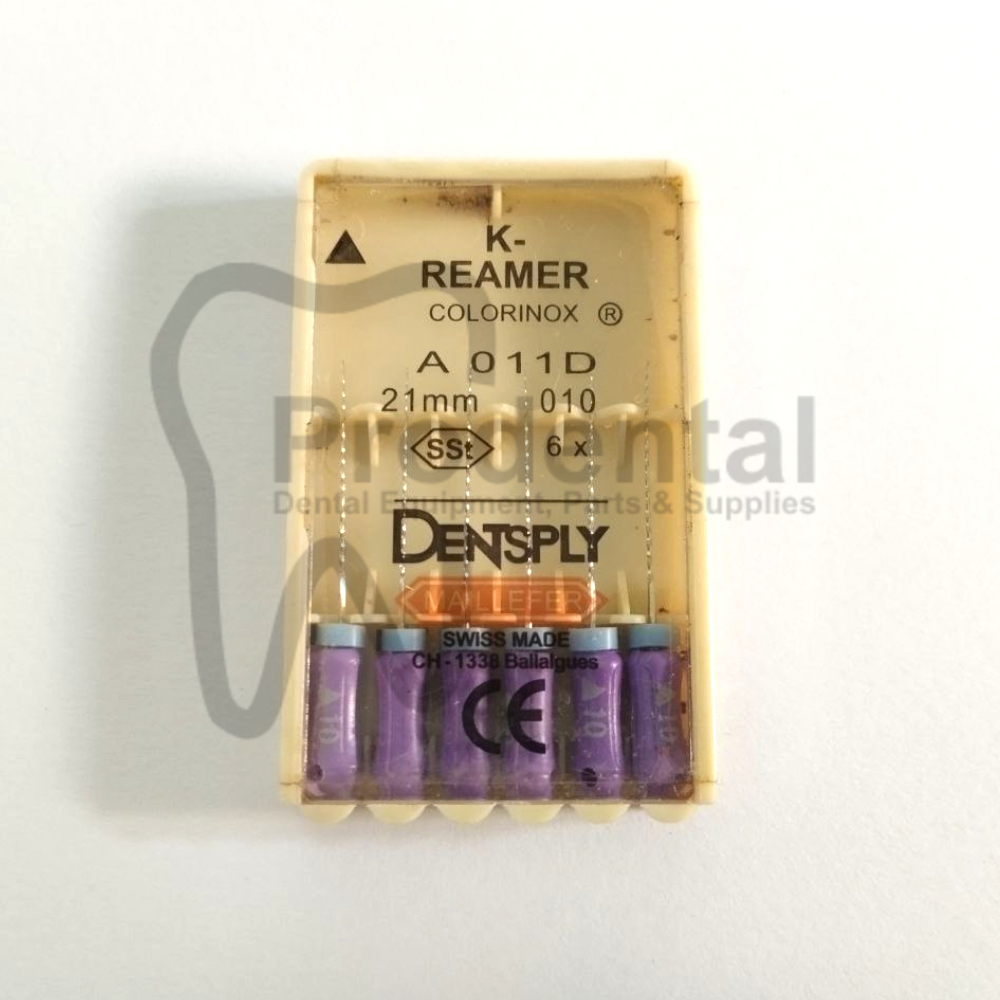 K-
REAMER
COLORINOX ®
A 011D
21mm 010
SSt 6 x
Prodental
Dental Equipment, Parts & Supplies
DENTSPLY
MAILLEFER
SWISS MADE
CH - 1338 Ballaigues
CE
10
10
10